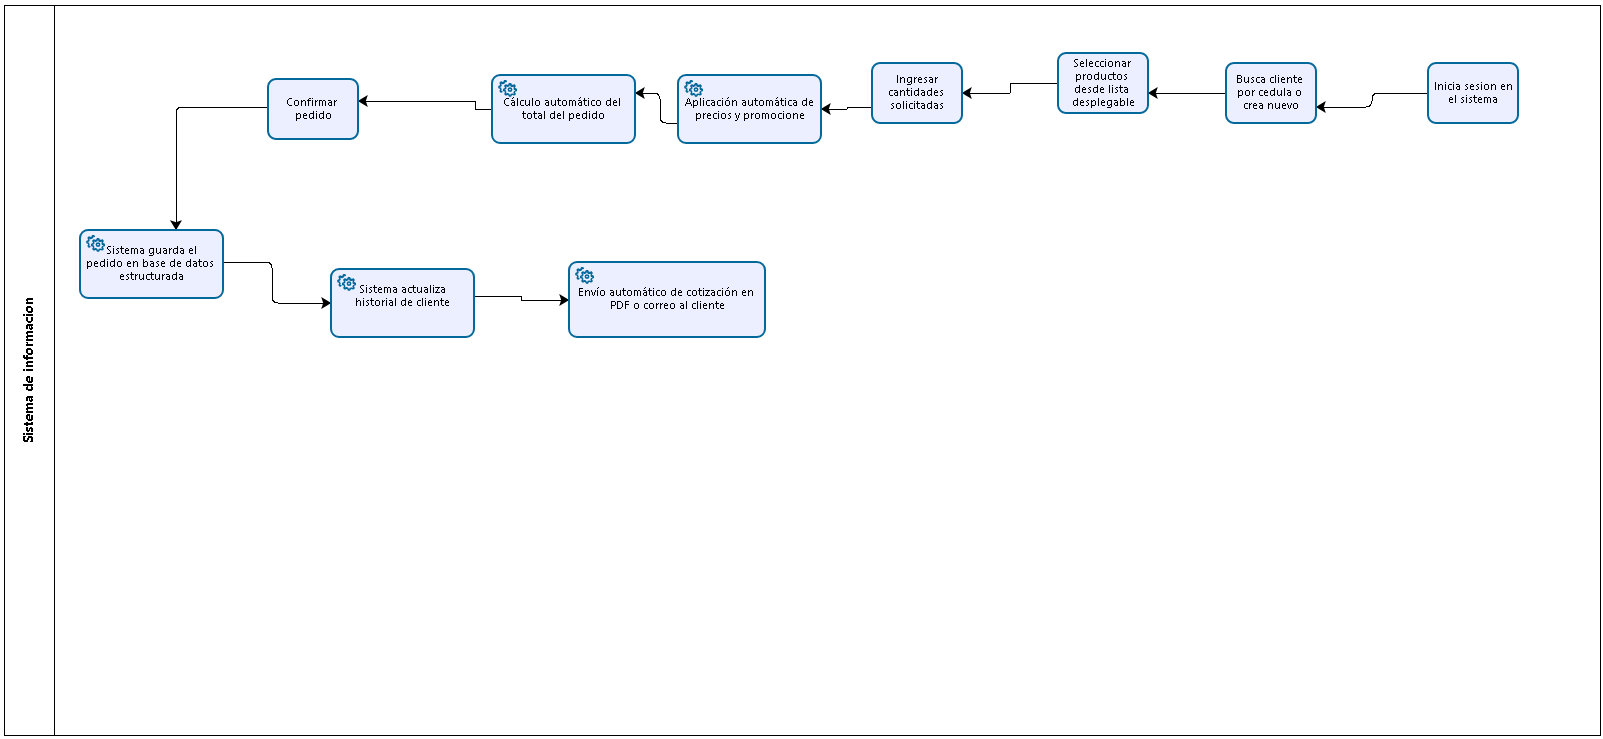 Sistema de informacion
Confirmar
pedido
Cálculo automático del
total del pedido
Aplicación automática de
precios y promocione
Ingresar
cantidades
solicitadas
Seleccionar
productos
desde lista
desplegable
Busca cliente
por cedula o
crea nuevo
Inicia sesion en
el sistema
Sistema guarda el
pedido en base de datos
estructurada
Sistema actualiza
historial de cliente
Envío automático de cotización en
PDF o correo al cliente